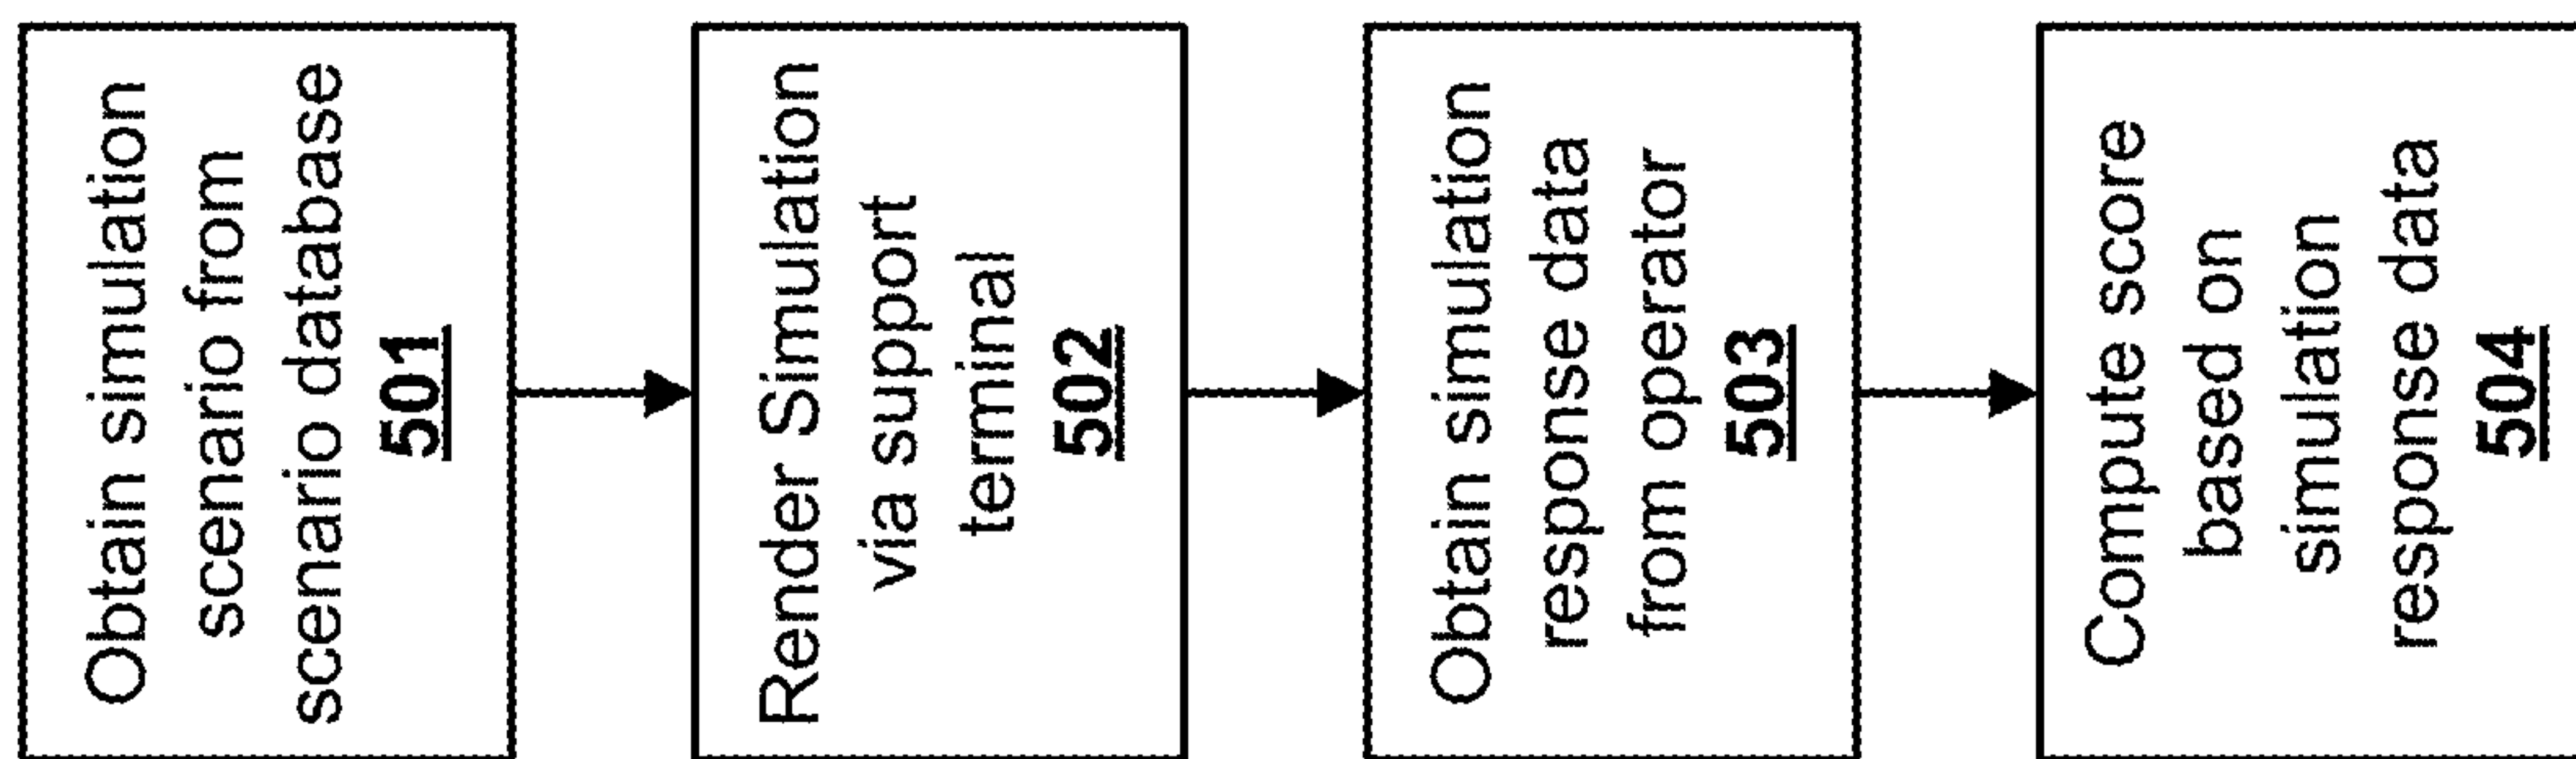 Obtain simulation
scenario from
scenario database
501
Render Simulation
via support
terminal
502
Obtain simulation
response data
from operator
503
Compute score
based on
simulation
response data
504